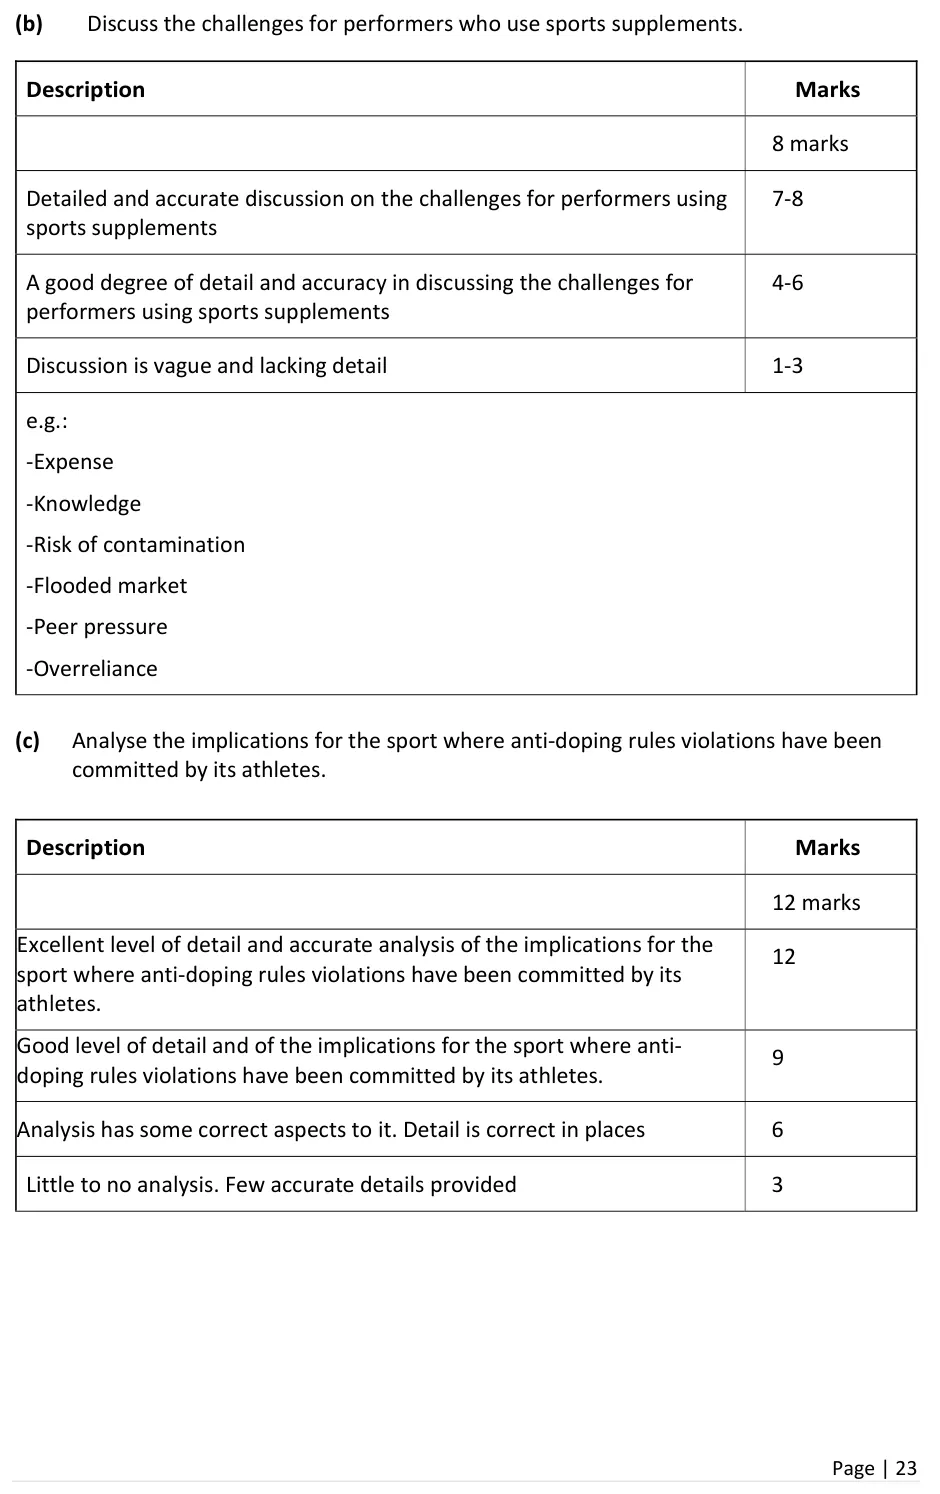 (b) Discuss the challenges for performers who use sports supplements.
Description Marks
8 marks
Detailed and accurate discussion on the challenges for performers using 7-8
sports supplements
A good degree of detail and accuracy in discussing the challenges for 4-6
performers using sports supplements
Discussion is vague and lacking detail 1-3
e.g.:
-Expense
-Knowledge
-Risk of contamination
-Flooded market
-Peer pressure
-Overreliance
(c) Analyse the implications for the sport where anti-doping rules violations have been
committed by its athletes.
Description Marks
12 marks
Excellent level of detail and accurate analysis of the implications for the 12
sport where anti-doping rules violations have been committed by its
athletes.
Good level of detail and of the implications for the sport where anti- 9
doping rules violations have been committed by its athletes.
Analysis has some correct aspects to it. Detail is correct in places 6
Little to no analysis. Few accurate details provided 3
Page | 23